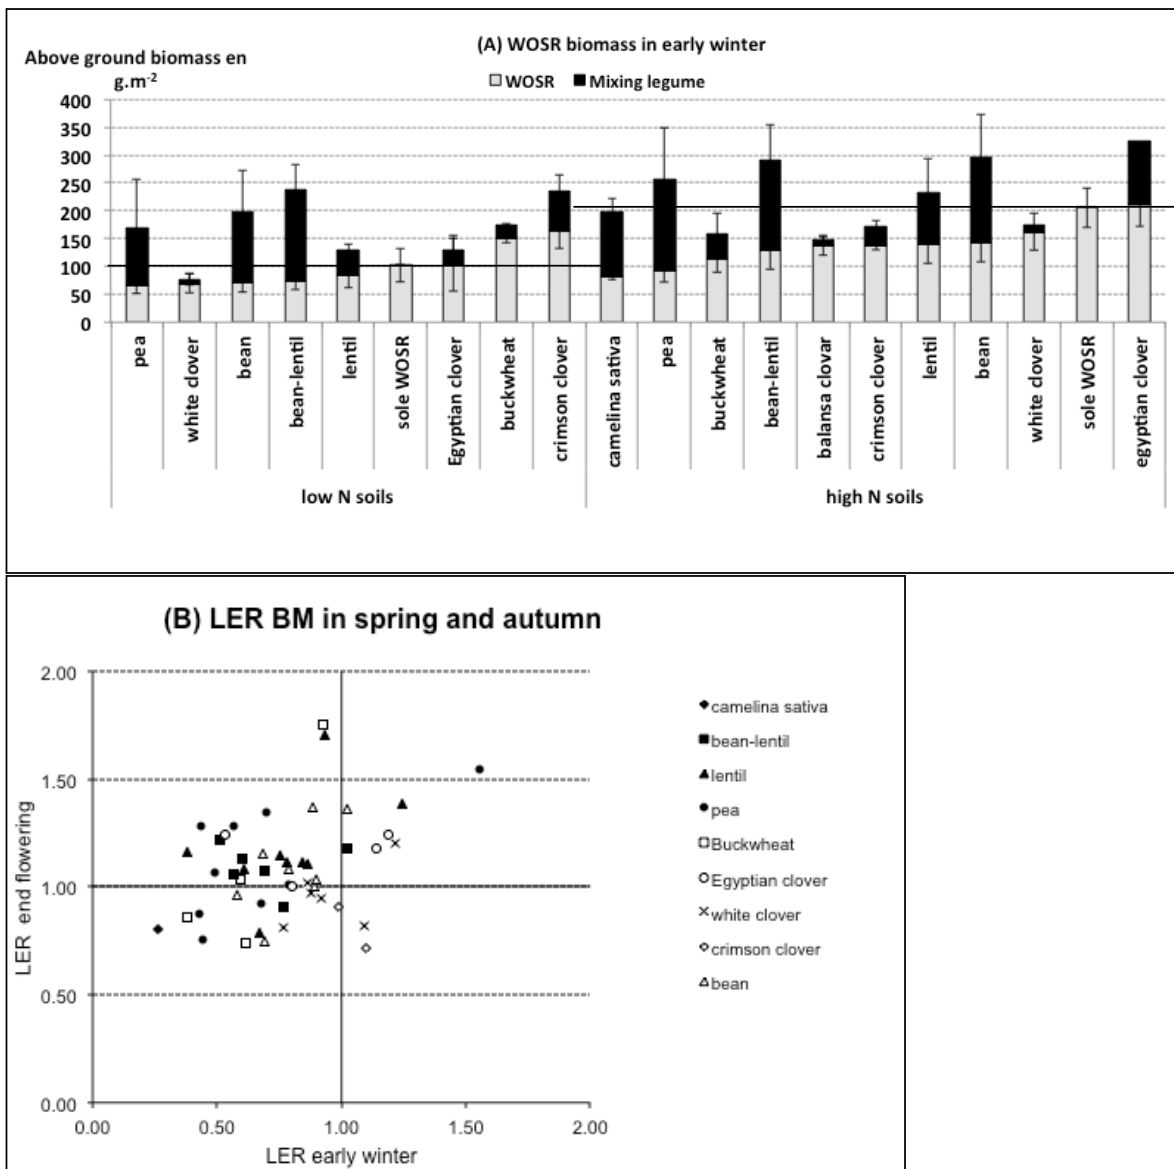 (A) WOSR biomass in early winter
Above ground biomass en
g.m-2
WOSR Mixing legume
400
350
300
250
200
150
100
50
0
pea
white clover
bean
bean-lentil
lentil
sole WOSR
Egyptian clover
buckwheat
crimson clover
camelina sativa
pea
buckwheat
bean-lentil
balansa clovar
crimson clover
lentil
bean
white clover
sole WOSR
egyptian clover
low N soils
high N soils
(B) LER BM in spring and autumn
LER end flowering
2.00
1.50
1.00
0.50
0.00
0.00 0.50 1.00 1.50 2.00
LER early winter
camelina sativa
bean-lentil
lentil
pea
Buckwheat
Egyptian clover
white clover
crimson clover
bean